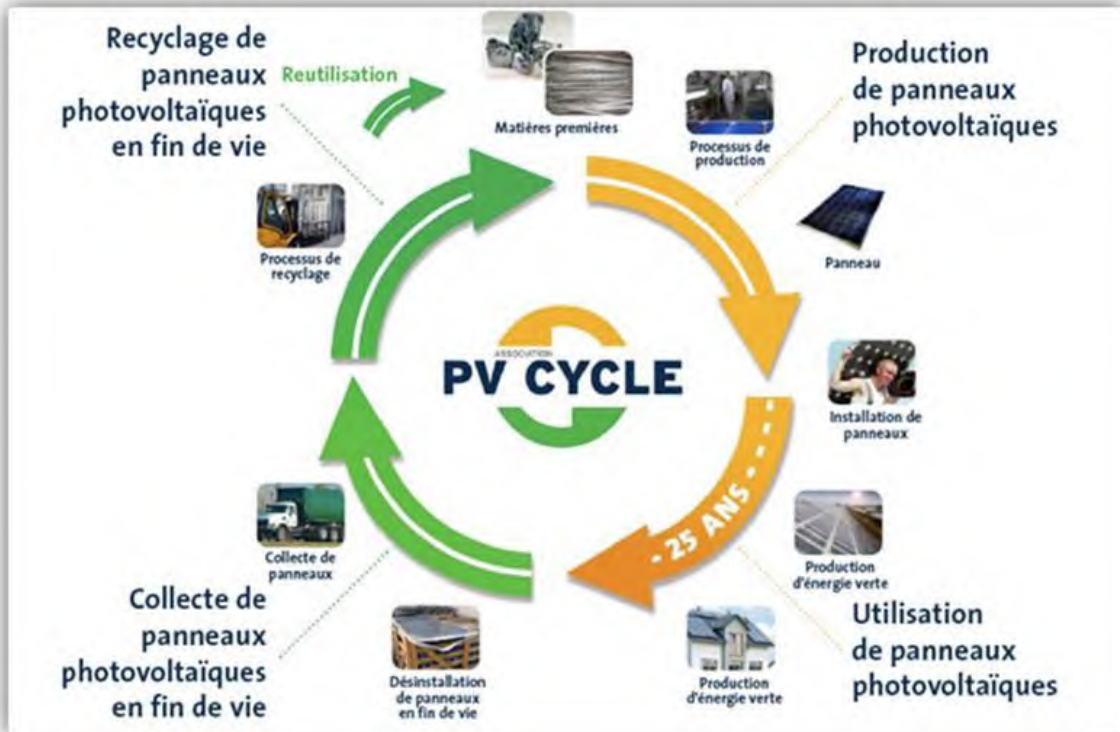 Recyclage de
panneaux
photovoltaïques
en fin de vie
Reutilisation
Matières premières
Processus de
production
Production
de panneaux
photovoltaïques
Panneau
Processus de
recyclage
ASSOCIATION
PV CYCLE
Installation de
panneaux
- 25 ANS -
Production
d'énergie verte
Collecte de
panneaux
Collecte de
panneaux
photovoltaïques
en fin de vie
Désinstallation
de panneaux
en fin de vie
Production
d'énergie verte
Utilisation
de panneaux
photovoltaïques